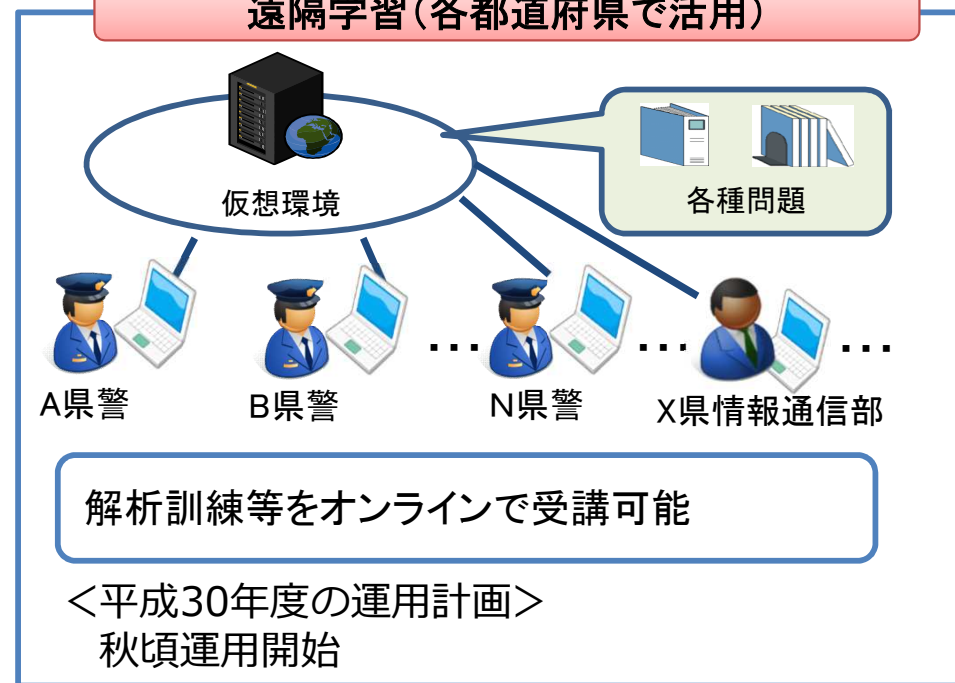 遠隔学習(各都道府県で活用)
仮想環境
各種問題
A県警
B県警
…
N県警
…
X県情報通信部
…
解析訓練等をオンラインで受講可能
＜平成30年度の運用計画＞
秋頃運用開始